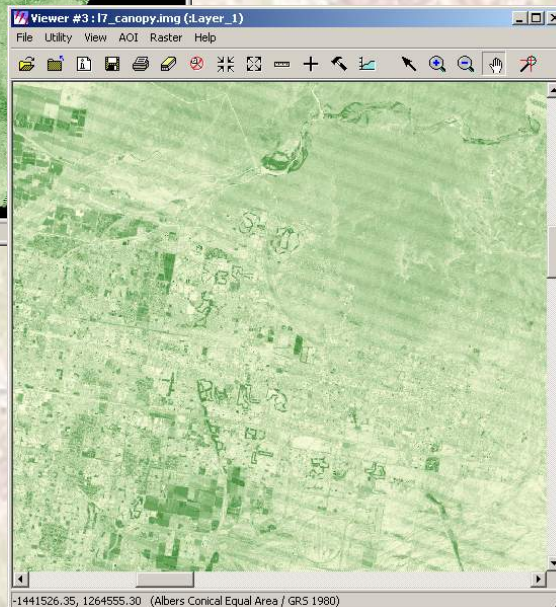 Viewer #3 : l7_canopy.img (:Layer_1)
File Utility View AOI Raster Help
-1441526.35, 1264555.30 (Albers Conical Equal Area / GRS 1980)